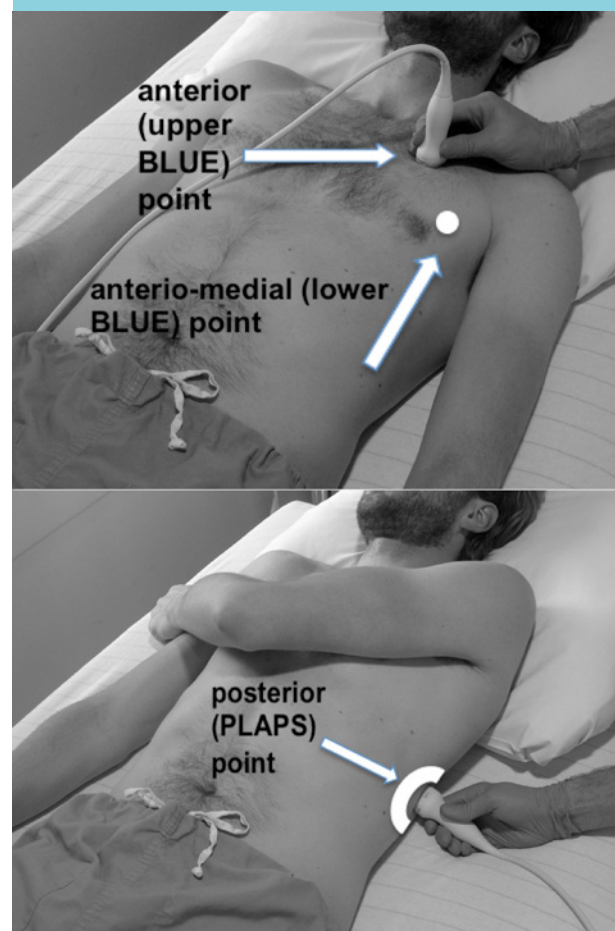 anterior
(upper
BLUE)
point
anterio-medial (lower
BLUE) point
posterior
(PLAPS)
point